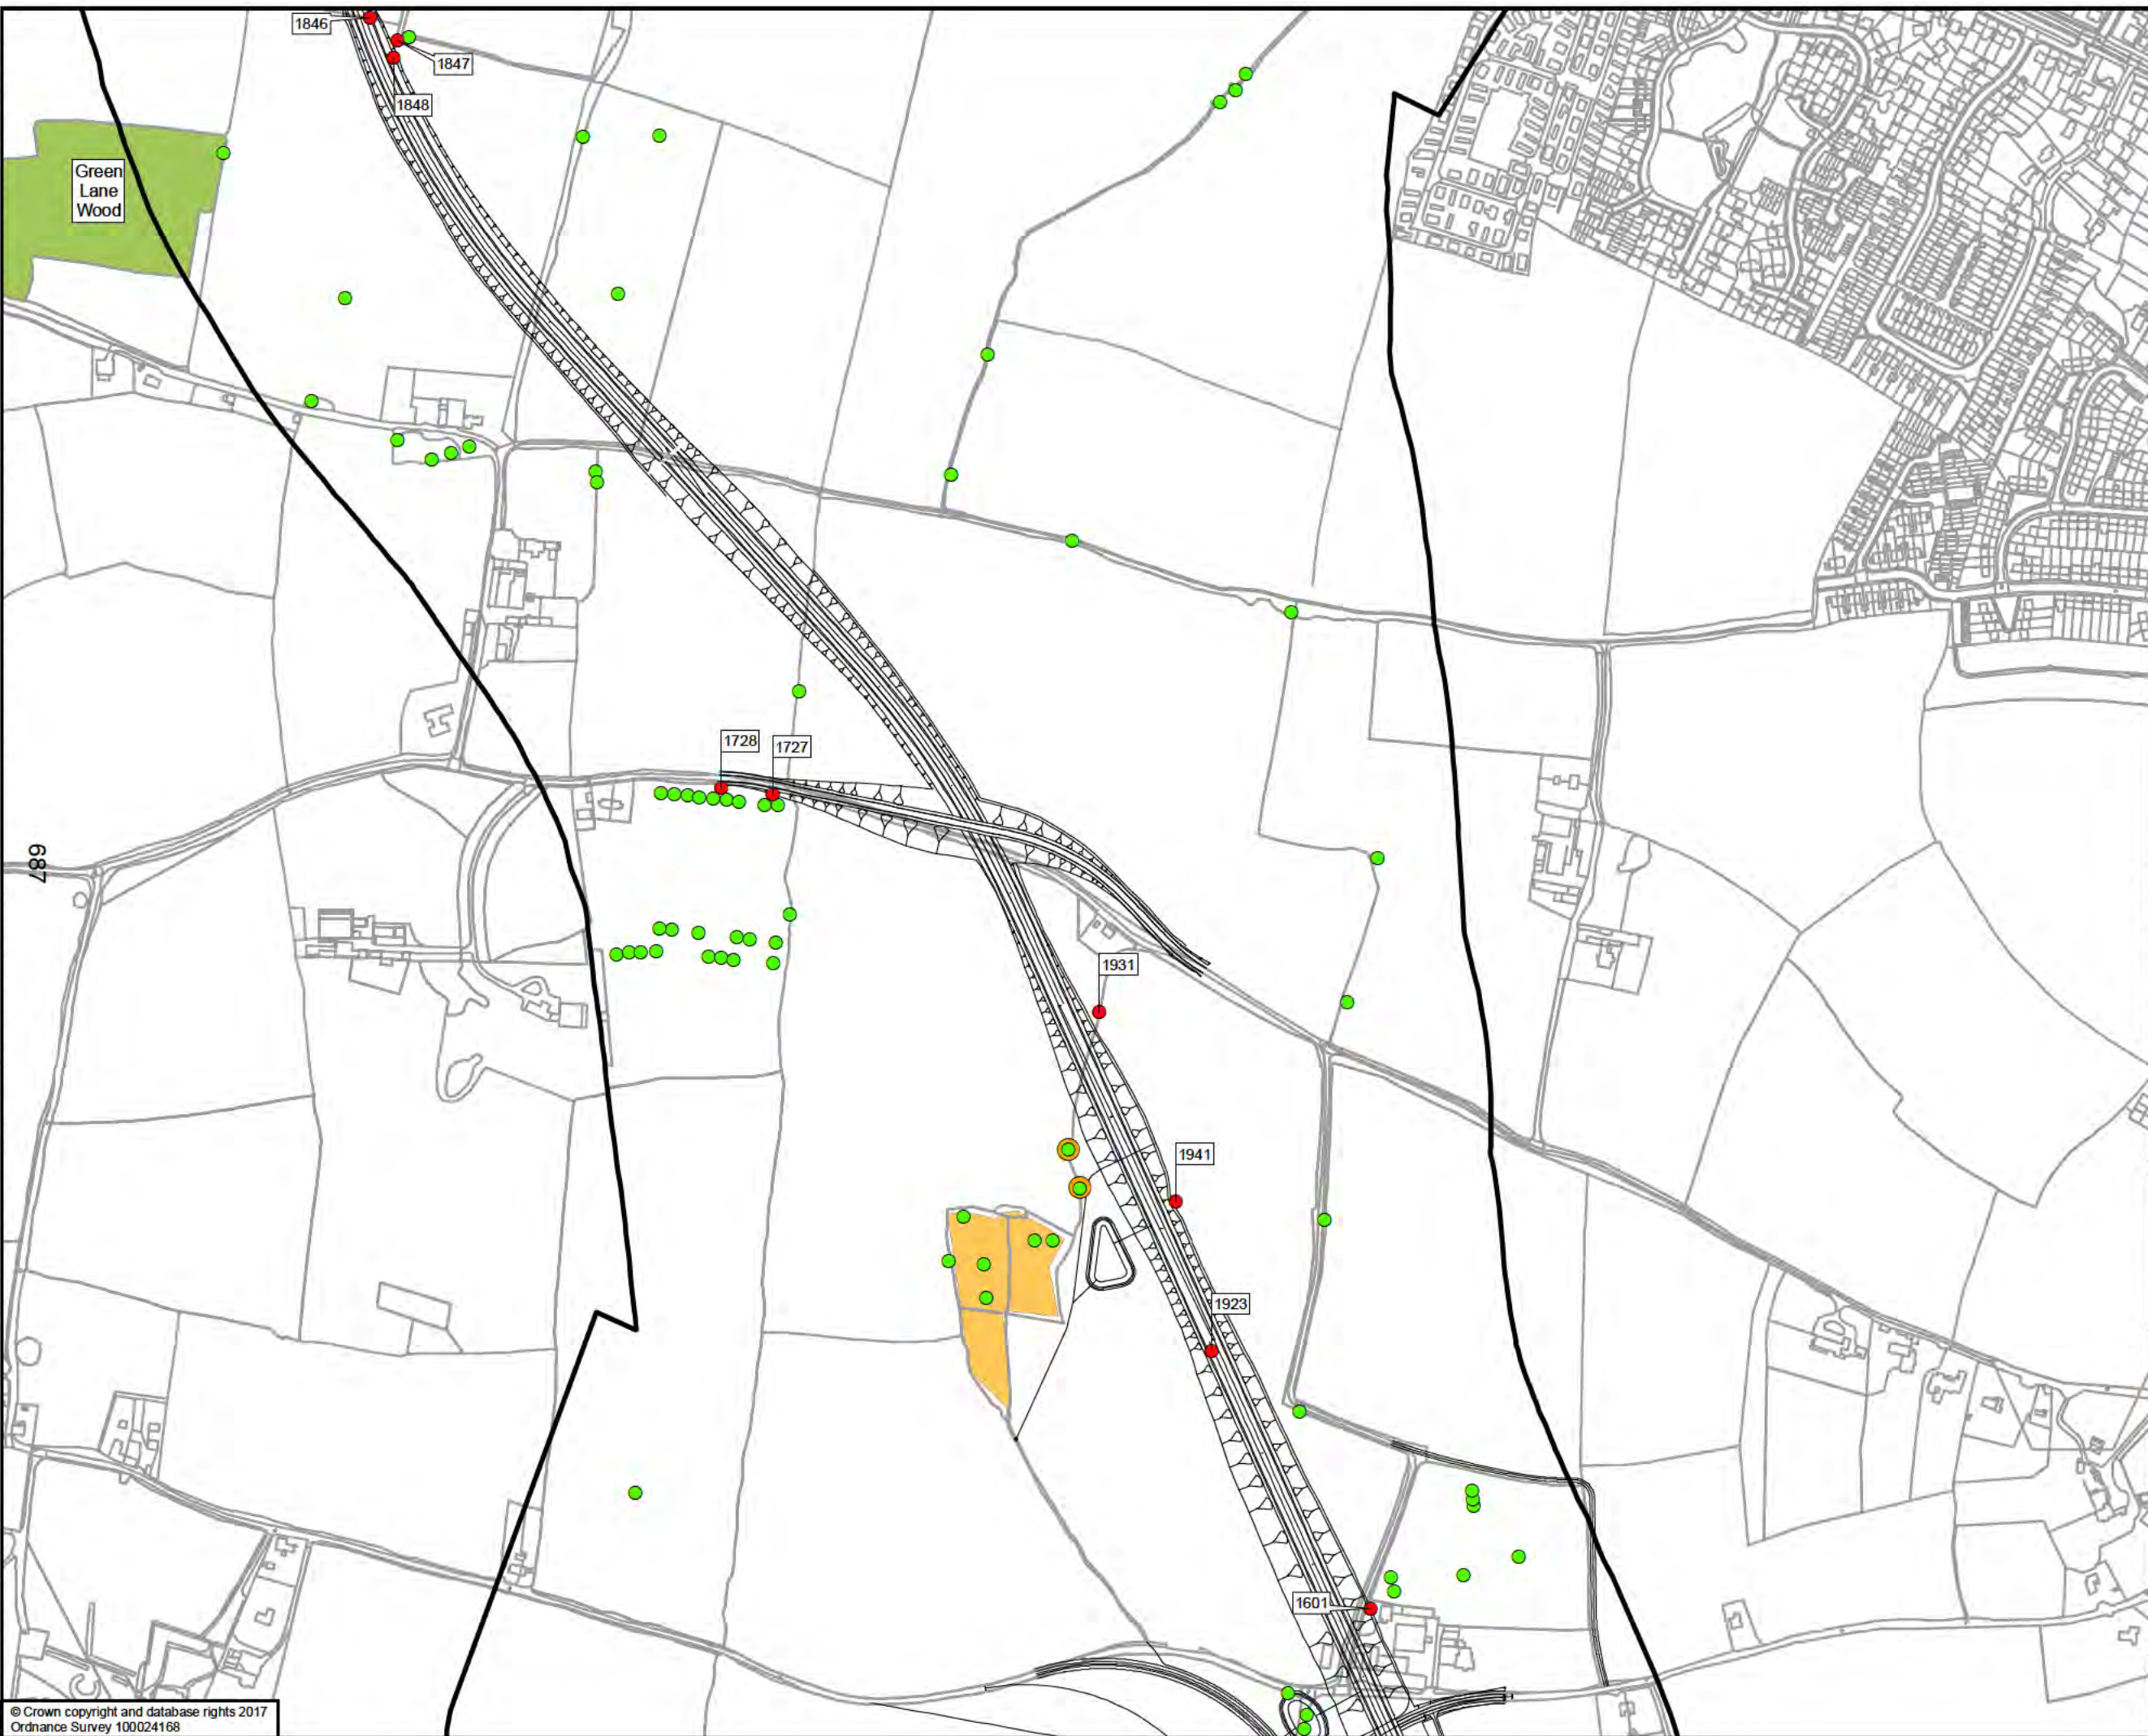 1846
1847
1848
Green
Lane
Wood
1728
1727
687
1931
1941
1923
1601
© Crown copyright and database rights 2017
Ordnance Survey 100024168